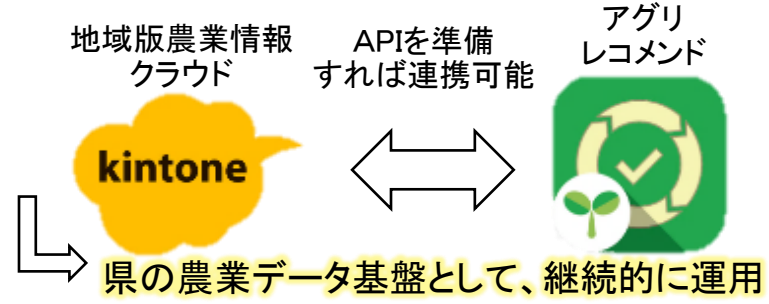 地域版農業情報
クラウド
APIを準備
すれば連携可能
アグリ
レコメンド
kintone
県の農業データ基盤として、継続的に運用